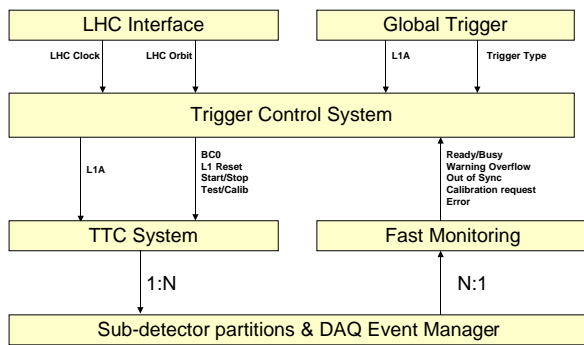 LHC Interface
Global Trigger
LHC Clock
LHC Orbit
L1A
Trigger Type
Trigger Control System
L1A
BC0
L1 Reset
Start/Stop
Test/Calib
Ready/Busy
Warning Overflow
Out of Sync
Calibration request
Error
TTC System
Fast Monitoring
1:N
N:1
Sub-detector partitions & DAQ Event Manager